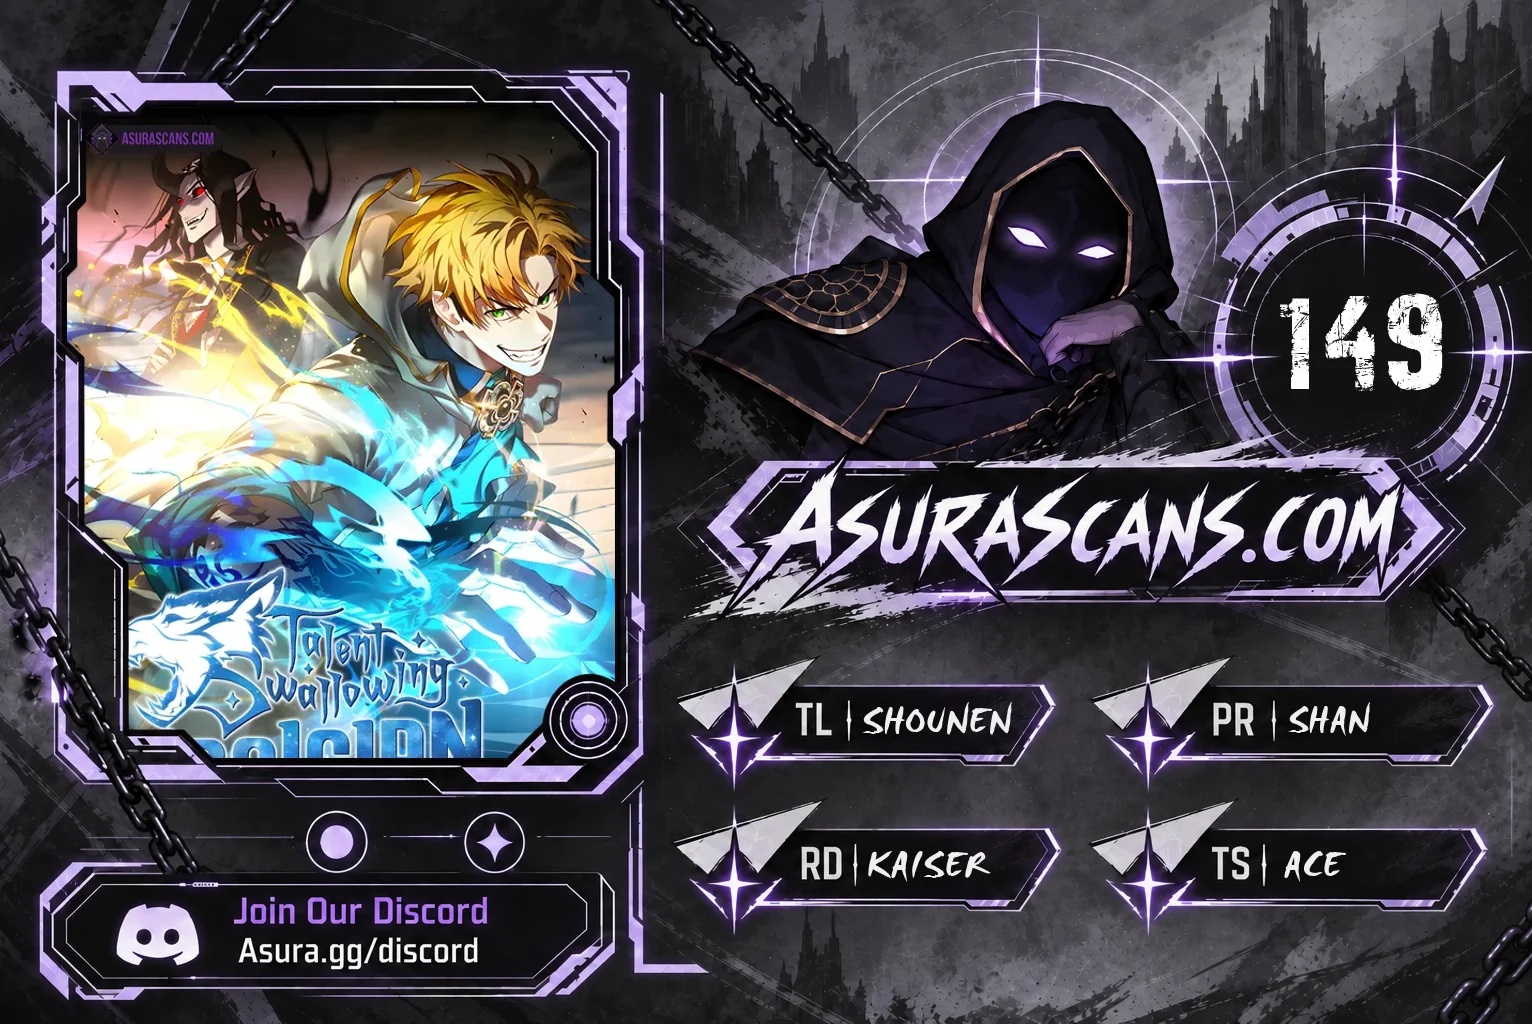 ASURASCANS.COM
Talent
Swallowing
Join Our Discord
Asura.gg/discord
149
ASURASCANS.COM
TL | SHOUNEN
PR | SHAN
RD | KAISER
TS | ACE